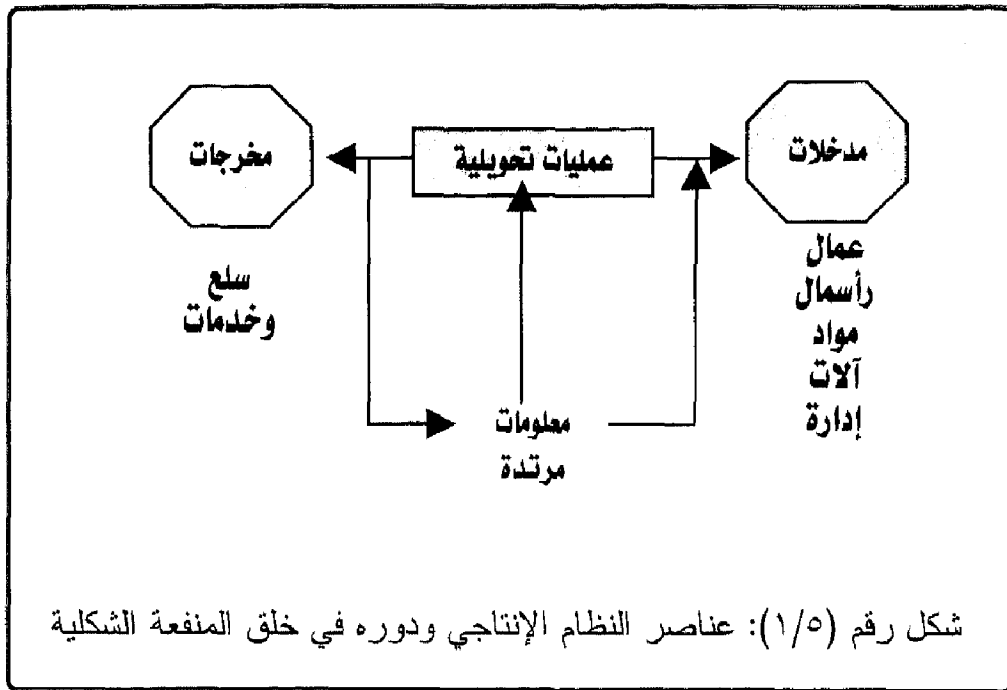 مدخلات
عمليات تحويلية
مخرجات
عمال
رأسمال
مواد
آلات
إدارة
سلع
وخدمات
معلومات
مرتدة
شكل رقم (١/٥): عناصر النظام الإنتاجي ودوره في خلق المنفعة الشكلية